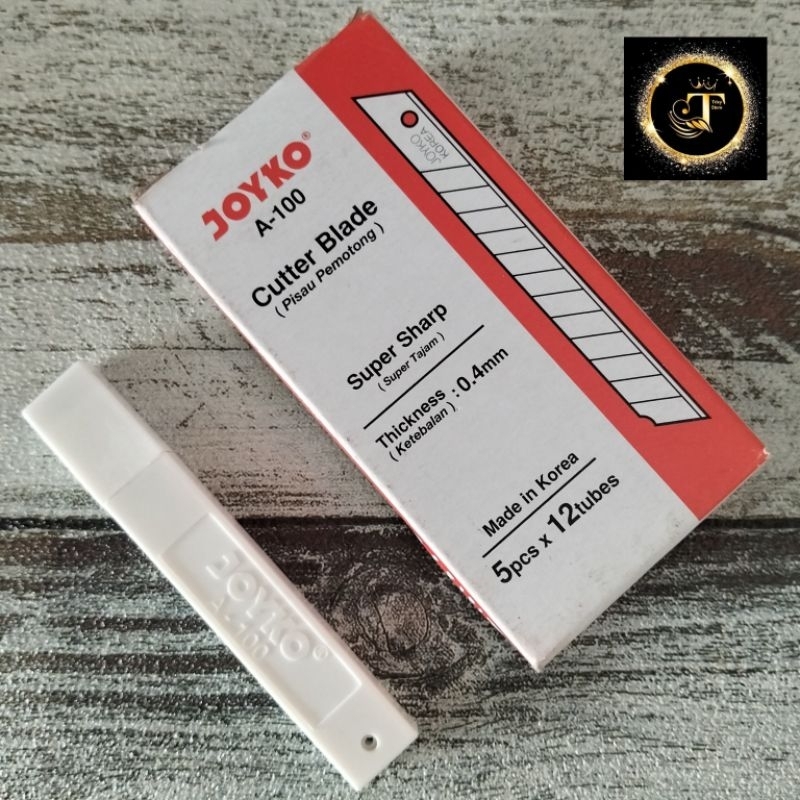 JOYKO®
A-100
Cutter Blade
( Pisau Pemotong )
Super Sharp
( Super Tajam )
Thickness : 0.4mm
( Ketebalan )
Made in Korea
5pcs x 12tubes
JOYKO
KOREA
JOYKO®
A-100
T
Store